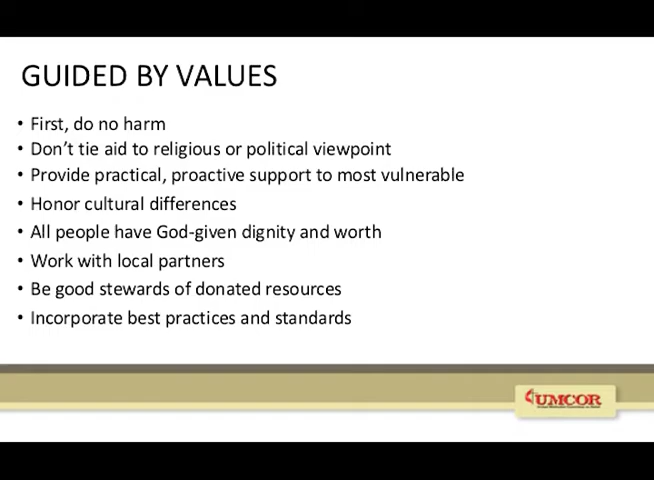 GUIDED BY VALUES
• First, do no harm
• Don't tie aid to religious or political viewpoint
• Provide practical, proactive support to most vulnerable
• Honor cultural differences
• All people have God-given dignity and worth
• Work with local partners
• Be good stewards of donated resources
• Incorporate best practices and standards
UMCOR